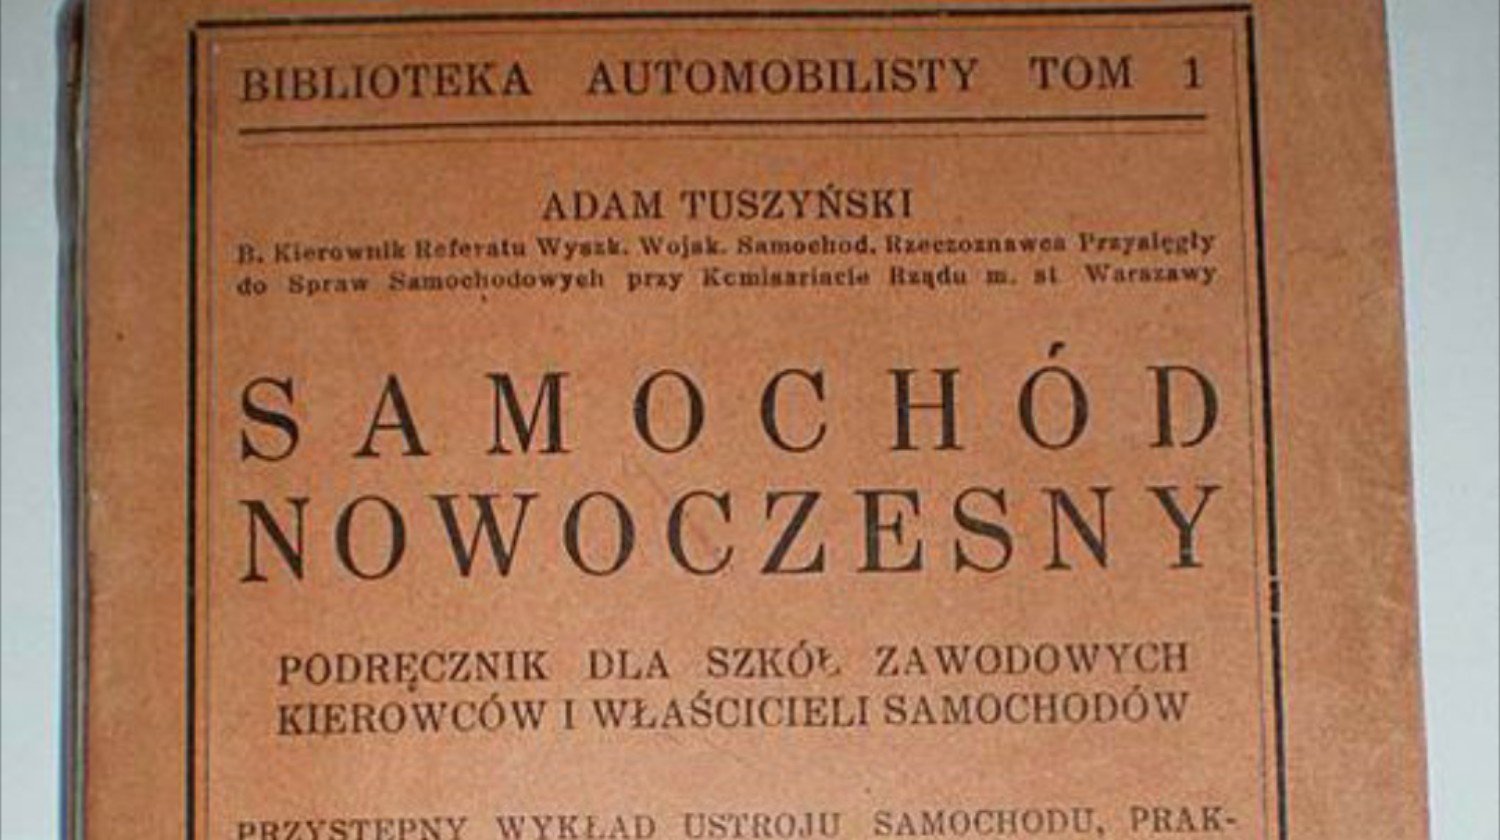 BIBLIOTEKA AUTOMOBILISTY TOM 1
ADAM TUSZYŃSKI
B. Kierownik Referatu Wyszk. Wojsk. Samochod. Rzeczoznawca Przysięgły
do Spraw Samochodowych przy Komisariacie Rządu m. st Warszawy
SAMOCHÓD
NOWOCZESNY
PODRĘCZNIK DLA SZKÓŁ ZAWODOWYCH
KIEROWCÓW I WŁAŚCICIELI SAMOCHODÓW
PRZYSTĘPNY WYKŁAD USTROJU SAMOCHODU, PRAK-